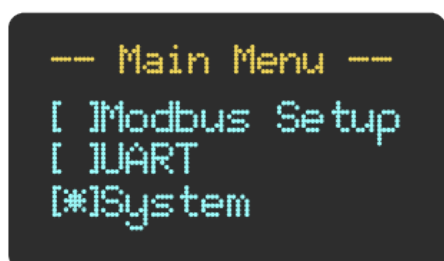 -- Main Menu --
[ ]Modbus Setup
[ ]UART
[*]System